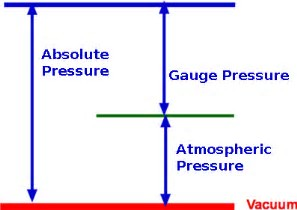 Absolute
Pressure
Gauge Pressure
Atmospheric
Pressure
Vacuum